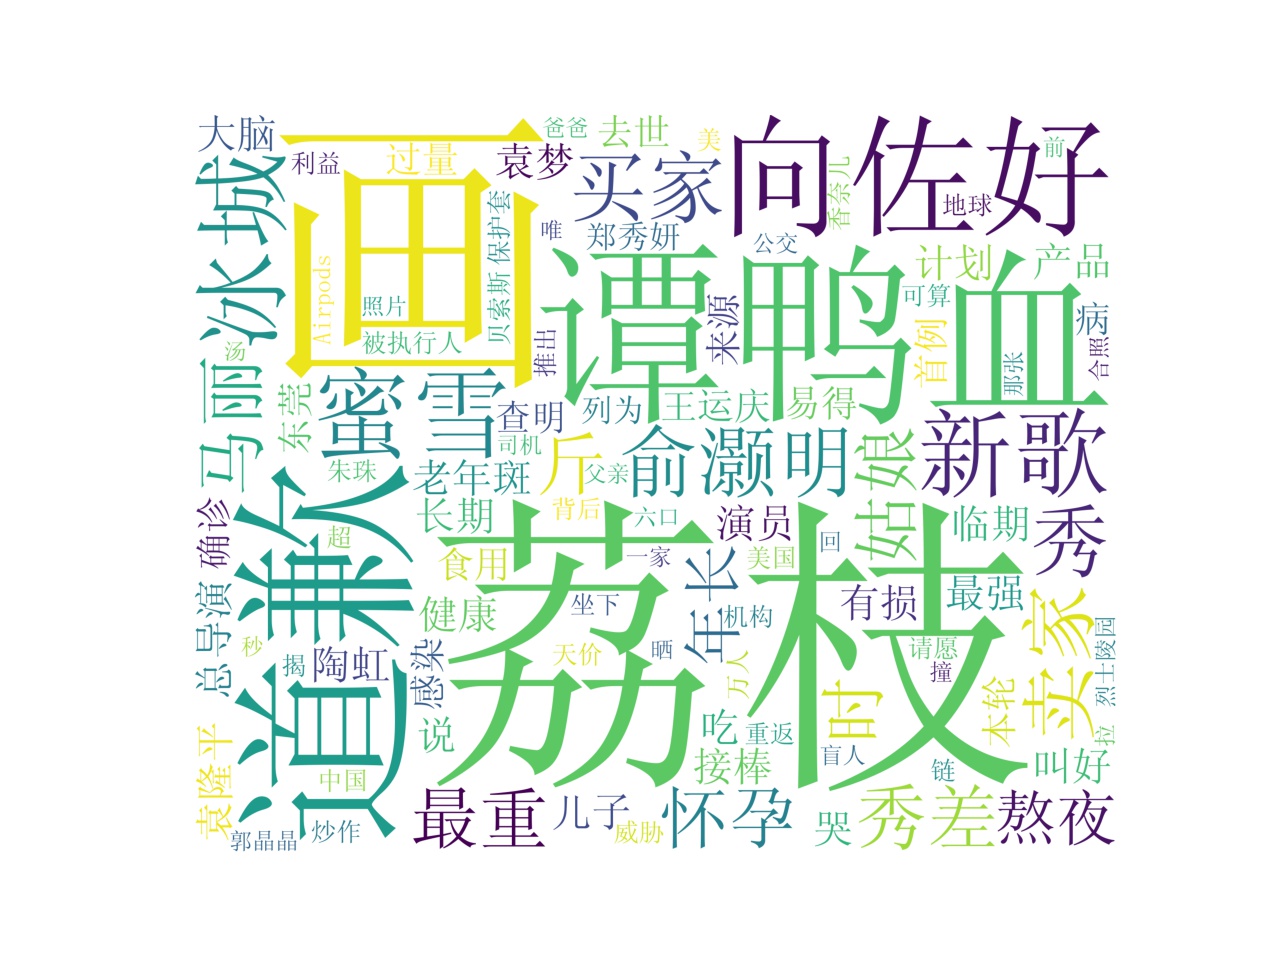 大脑
画
爸爸
去世
美
向佐好
前
利益
过量
袁梦
买家
香奈儿
地球
冰城
保护套
唯
郑秀妍
公交
Airpods
贝索斯
谭鸭血
计划
产品
照片
来源
可算
病
被执行人
推出
首例
合照
汤
马丽
东莞
蜜雪
查明
列为
王运庆
易得
那张
司机
斤
俞灏明
姑娘
新歌
朱珠
老年斑
父亲
道兼人
长期
背后
六口
演员
回
临期
秀
确诊
超
荔枝
食用
一家
年长
美国
总导演
健康
坐下
机构
有损
最强
卖家
秒
揭
陶虹
感染
天价
晒
万人
请愿
撞
烈士陵园
袁隆平
中国
说
吃
重返
时
本轮
拉
接棒
盲人
链
叫好
郭晶晶
炒作
最重
儿子
威胁
怀孕
哭
秀差
熬夜